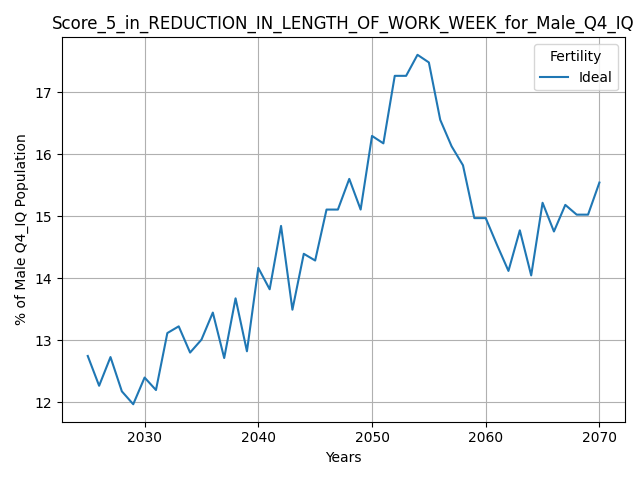 Score_5_in_REDUCTION_IN_LENGTH_OF_WORK_WEEK_for_Male_Q4_IQ
Fertility
Ideal
17
16
15
14
13
12
% of Male Q4_IQ Population
2030 2040 2050 2060 2070
Years